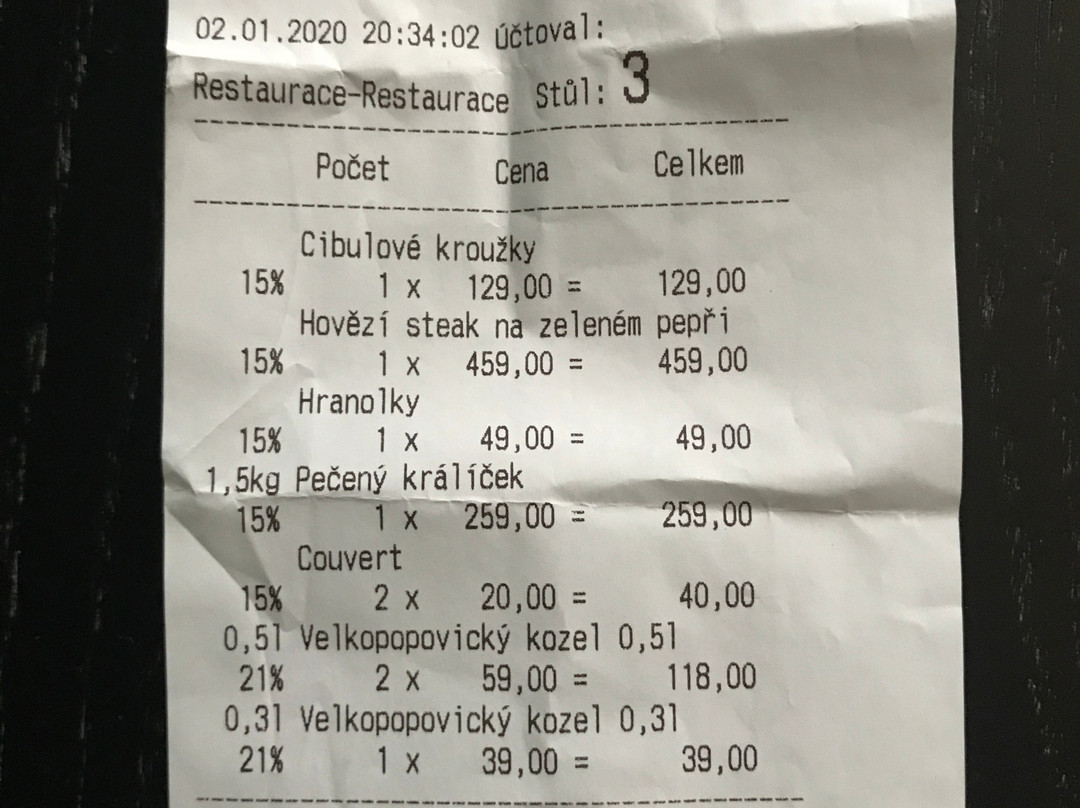 02.01.2020 20:34:02 účtoval:
Restaurace-Restaurace Stůl: 3
Počet Cena Celkem
Cibulové kroužky
15% 1 x 129,00 = 129,00
Hovězí steak na zeleném pepři
15% 1 x 459,00 = 459,00
Hranolky
15% 1 x 49,00 = 49,00
1,5kg Pečený králíček
15% 1 x 259,00 = 259,00
Couvert
15% 2 x 20,00 = 40,00
0,5l Velkopopovický kozel 0,5l
21% 2 x 59,00 = 118,00
0,3l Velkopopovický kozel 0,3l
21% 1 x 39,00 = 39,00